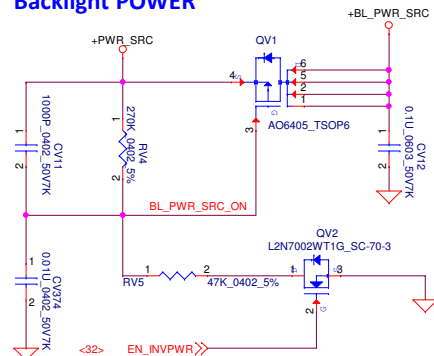 Backlight POWER
+BL_PWR_SRC
+PWR_SRC
QV1
4
S
6
5
2
1
G
3
AO6405_TSOP6
1
2
1000P_0402_50V7K
CV11
1
2
270K_0402_5%
RV4
1
2
0.1U_0603_50V7K
CV12
BL_PWR_SRC_ON
QV2
L2N7002WT1G_SC-70-3
1
2
0.01U_0402_50V7K
CV374
RV5
1
2
47K_0402_5%
1
3
G
2
<32>
EN_INVPWR